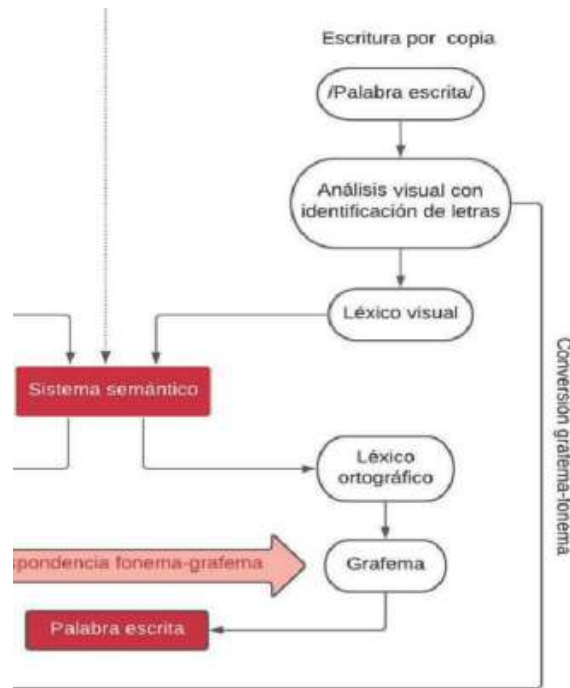 Escritura por copia
/Palabra escrita/
Análisis visual con
identificación de letras
Léxico visual
Sistema semántico
Conversión grafema-fonema
Léxico
ortográfico
spondencia fonema-grafema
Grafema
Palabra escrita